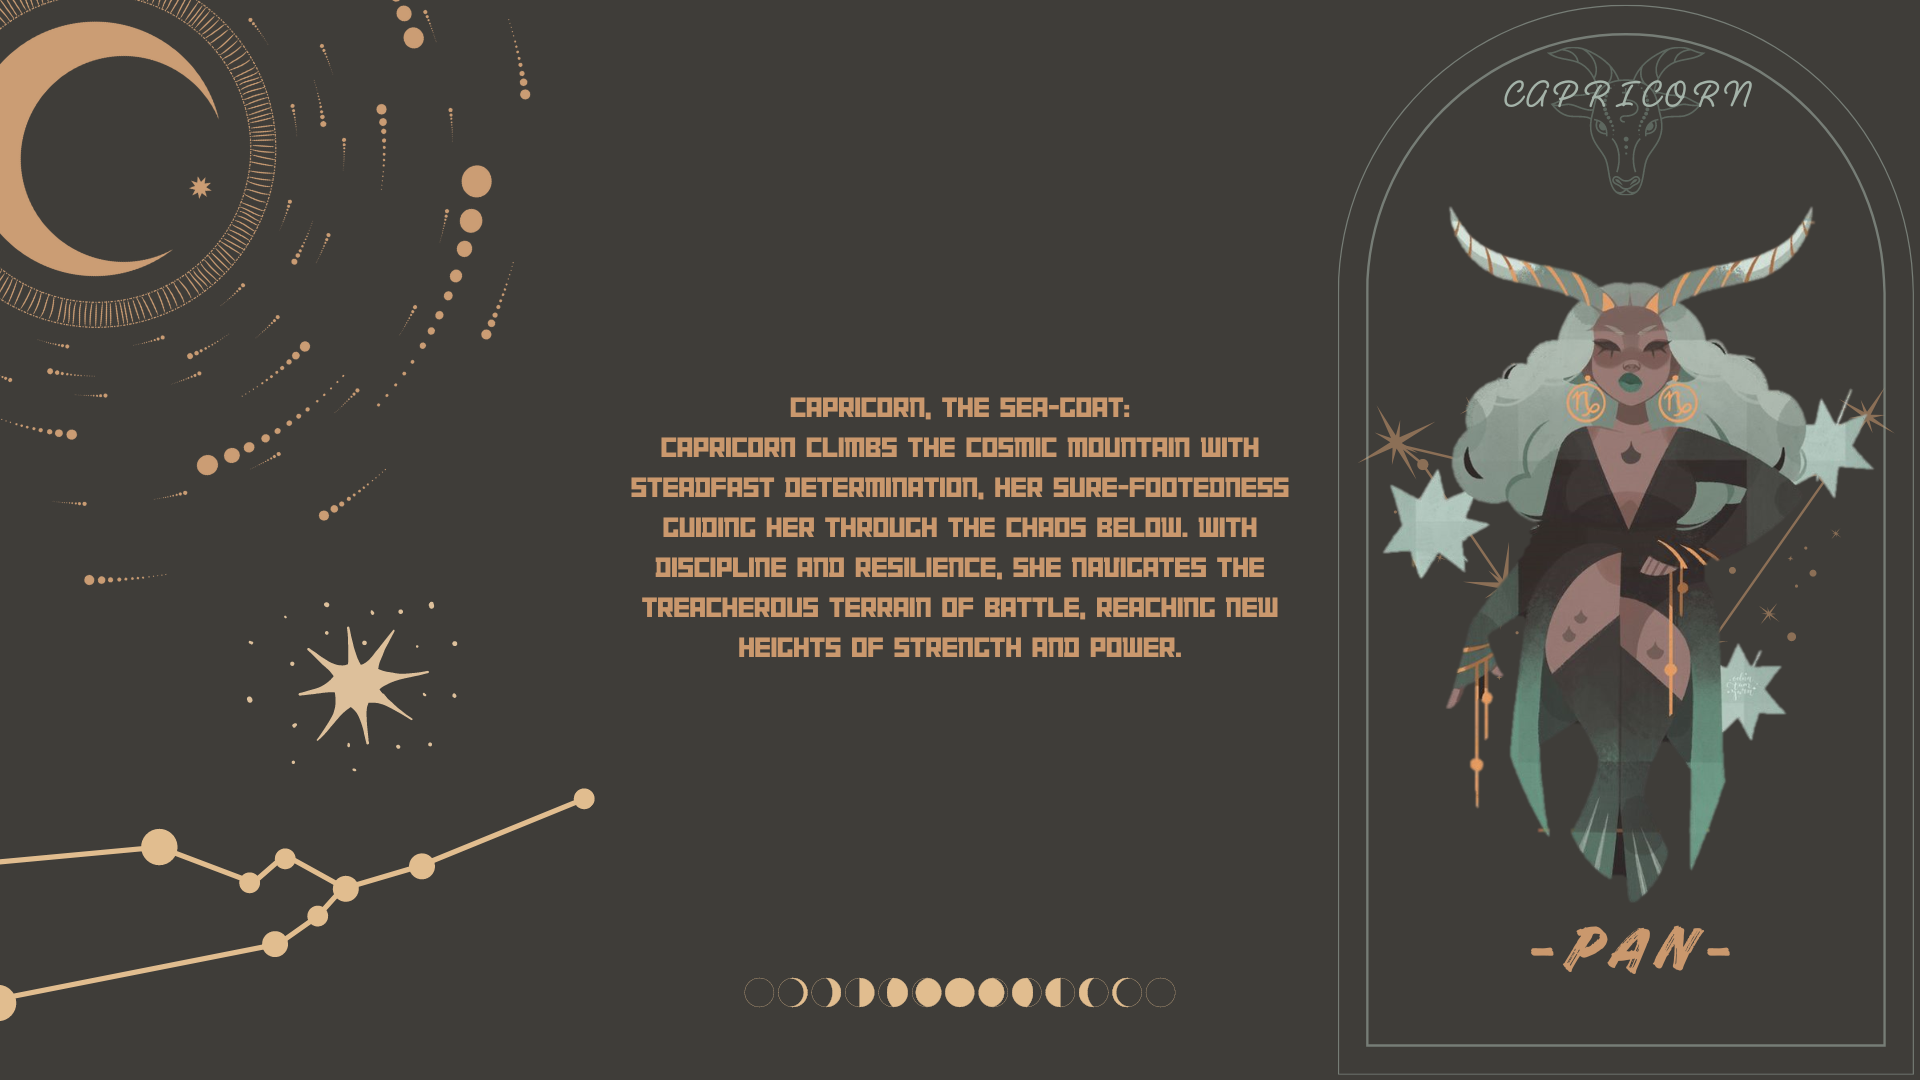 CAPRICORN
CAPRICORN, THE SEA-GOAT:
CAPRICORN CLIMBS THE COSMIC MOUNTAIN WITH
STEADFAST DETERMINATION, HER SURE-FOOTEDNESS
GUIDING HER THROUGH THE CHAOS BELOW. WITH
DISCIPLINE AND RESILIENCE, SHE NAVIGATES THE
TREACHEROUS TERRAIN OF BATTLE, REACHING NEW
HEIGHTS OF STRENGTH AND POWER.
-PAN-